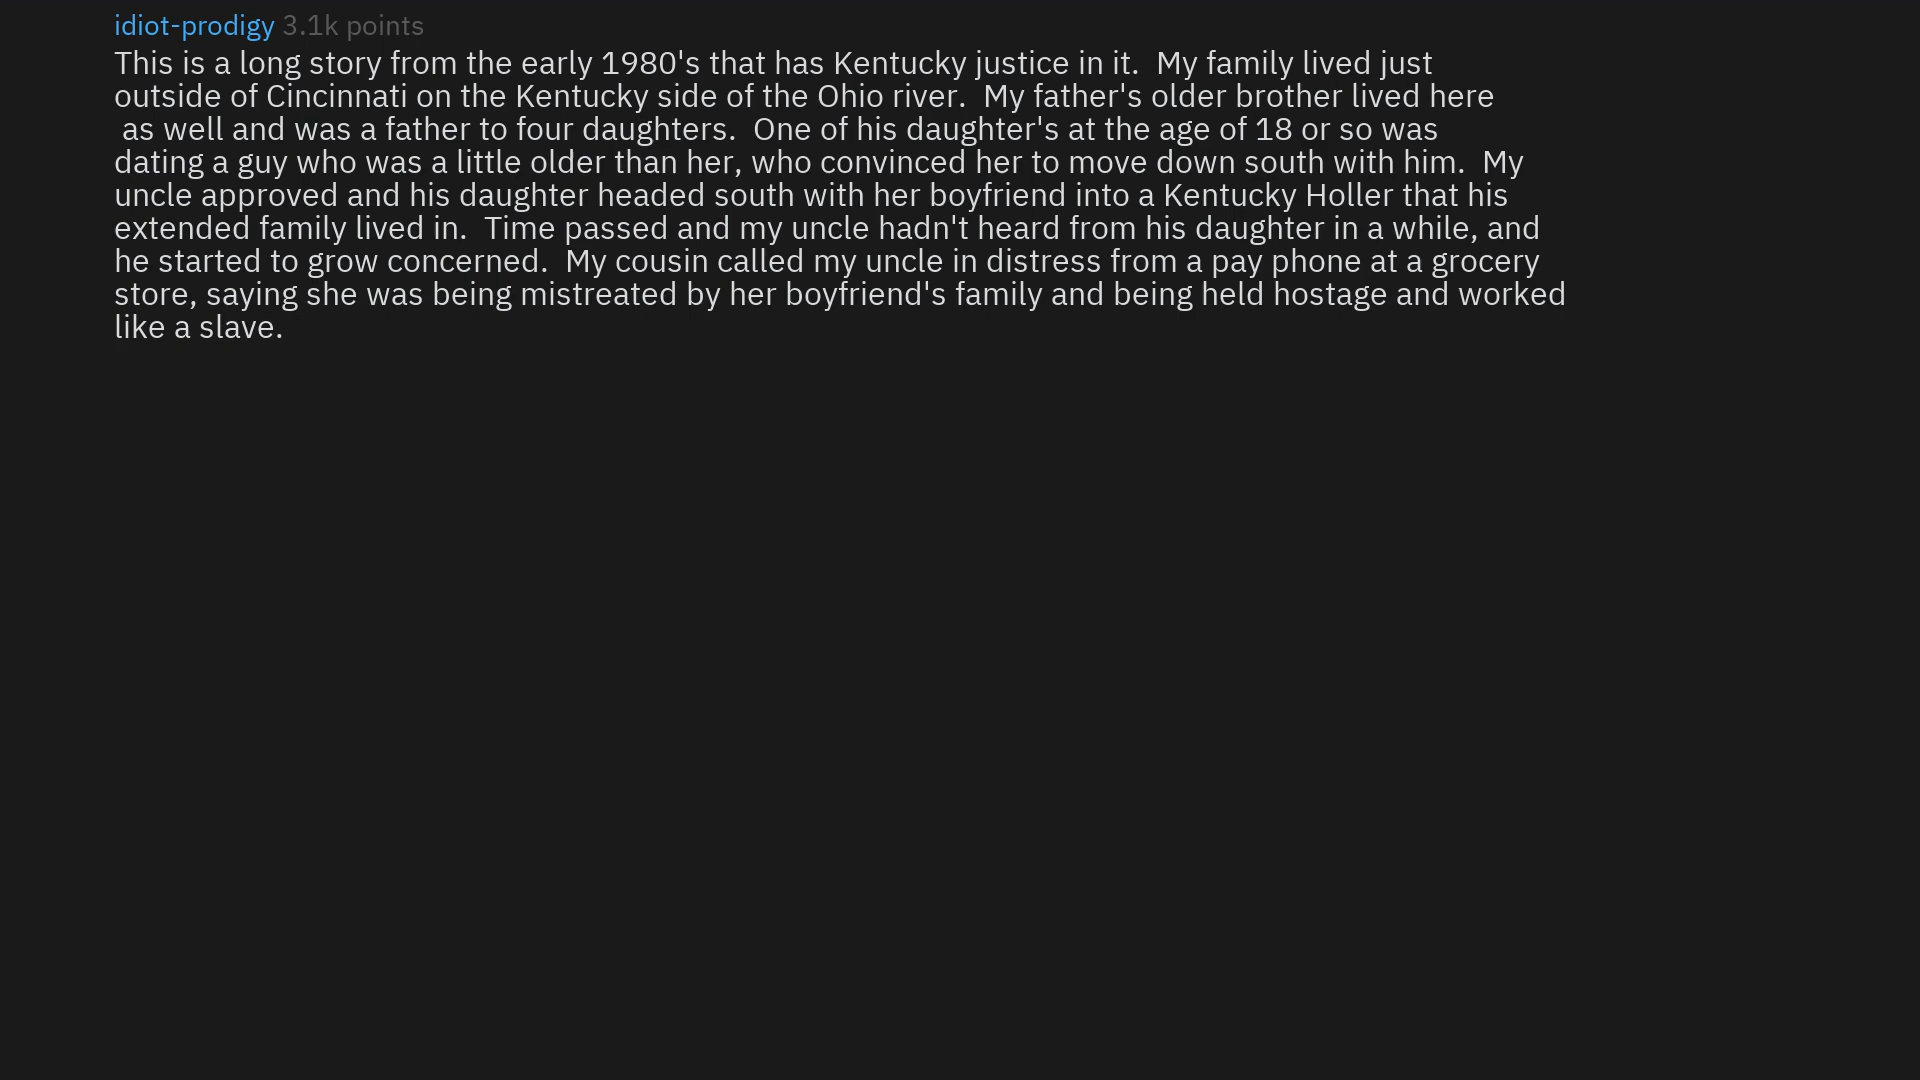 idiot-prodigy 3.1k points
This is a long story from the early 1980's that has Kentucky justice in it.  My family lived just
outside of Cincinnati on the Kentucky side of the Ohio river.  My father's older brother lived here
as well and was a father to four daughters.  One of his daughter's at the age of 18 or so was
dating a guy who was a little older than her, who convinced her to move down south with him.  My
uncle approved and his daughter headed south with her boyfriend into a Kentucky Holler that his
extended family lived in.  Time passed and my uncle hadn't heard from his daughter in a while, and
he started to grow concerned.  My cousin called my uncle in distress from a pay phone at a grocery
store, saying she was being mistreated by her boyfriend's family and being held hostage and worked
like a slave.